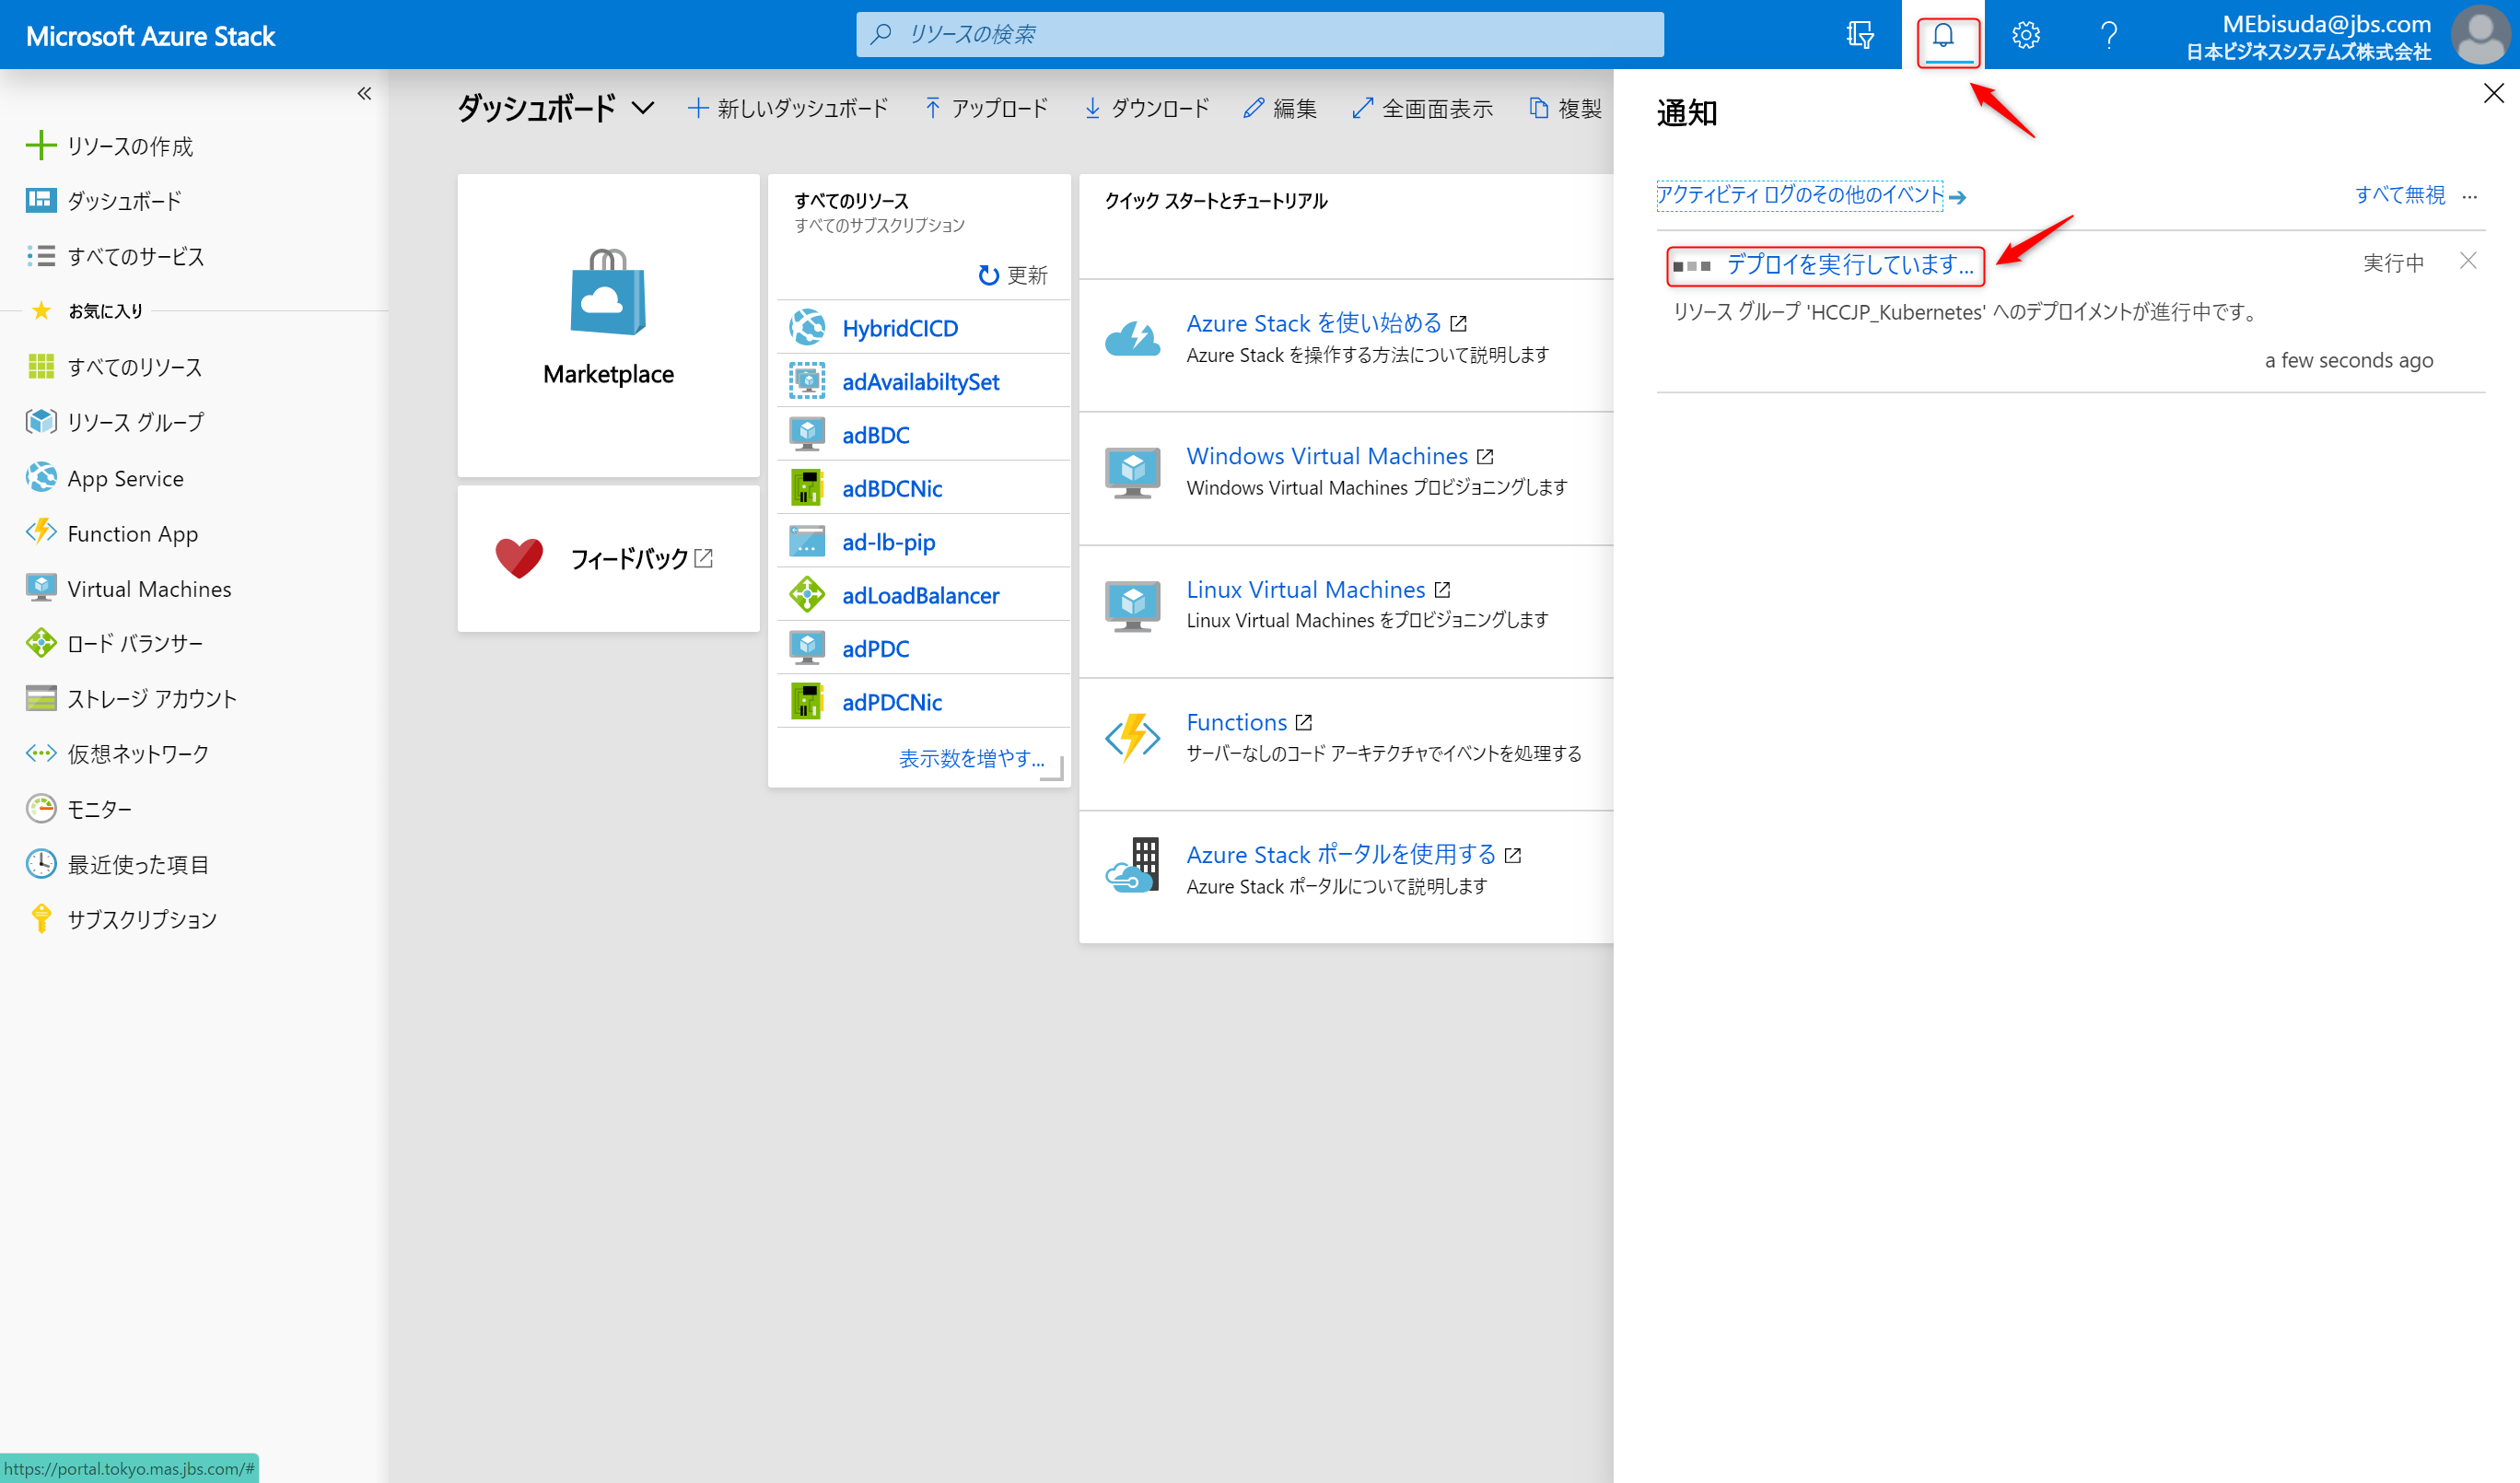 Microsoft Azure Stack
リソースの検索
MEbisuda@jbs.com
日本ビジネスシステムズ株式会社
«
リソースの作成
ダッシュボード
すべてのサービス
お気に入り
すべてのリソース
リソース グループ
App Service
Function App
Virtual Machines
ロード バランサー
ストレージ アカウント
仮想ネットワーク
モニター
最近使った項目
サブスクリプション
ダッシュボード
新しいダッシュボード
アップロード
ダウンロード
編集
全画面表示
複製
Marketplace
フィードバック
すべてのリソース
すべてのサブスクリプション
更新
HybridCICD
adAvailabiltySet
adBDC
adBDCNic
ad-lb-pip
adLoadBalancer
adPDC
adPDCNic
表示数を増やす...
クイック スタートとチュートリアル
Azure Stack を使い始める
Azure Stack を操作する方法について説明します
Windows Virtual Machines
Windows Virtual Machines プロビジョニングします
Linux Virtual Machines
Linux Virtual Machines をプロビジョニングします
Functions
サーバーなしのコード アーキテクチャでイベントを処理する
Azure Stack ポータルを使用する
Azure Stack ポータルについて説明します
通知
アクティビティ ログのその他のイベント
すべて無視 ...
デプロイを実行しています... 実行中
リソース グループ 'HCCJP_Kubernetes' へのデプロイメントが進行中です。
a few seconds ago
https://portal.tokyo.mas.jbs.com/#